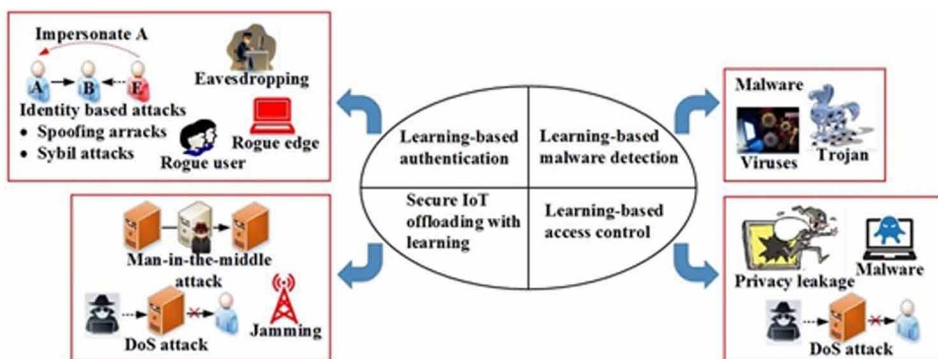 Impersonate A
A
B
E
Eavesdropping
Identity based attacks
• Spoofing arracks
• Sybil attacks
Rogue user
Rogue edge
Learning-based
authentication
Learning-based
malware detection
Secure IoT
offloading with
learning
Learning-based
access control
Malware
Viruses
Trojan
Man-in-the-middle
attack
DoS attack
Jamming
Privacy leakage
Malware
DoS attack